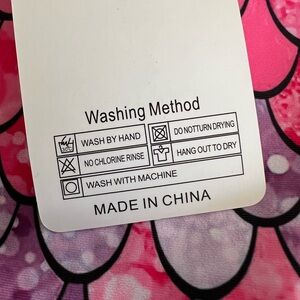 Washing Method
WASH BY HAND DO NOTTURN DRYING
NO CHLORINE RINSE HANG OUT TO DRY
WASH WITH MACHINE
MADE IN CHINA